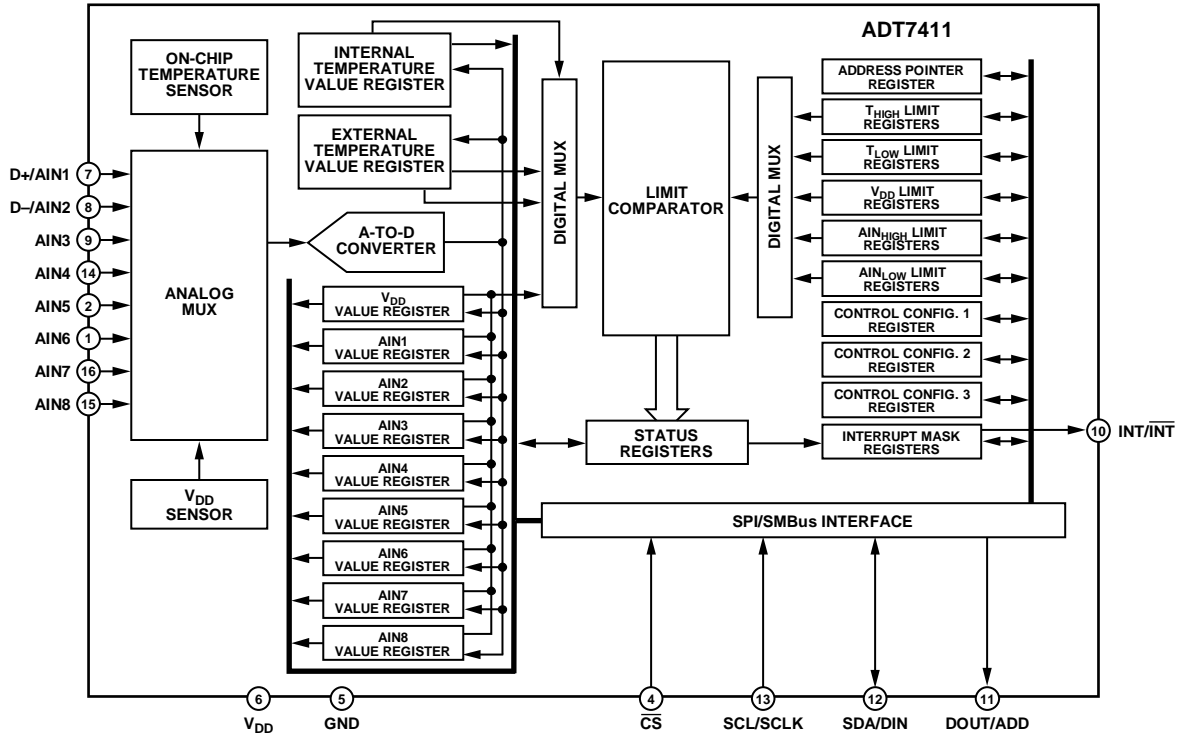 ADT7411
ON-CHIP
TEMPERATURE
SENSOR
INTERNAL
TEMPERATURE
VALUE REGISTER
EXTERNAL
TEMPERATURE
VALUE REGISTER
A-TO-D
CONVERTER
D+/AIN1
7
D–/AIN2
8
AIN3
9
AIN4
14
AIN5
2
AIN6
1
AIN7
16
AIN8
15
ANALOG
MUX
VDD
SENSOR
VDD
VALUE REGISTER
AIN1
VALUE REGISTER
AIN2
VALUE REGISTER
AIN3
VALUE REGISTER
AIN4
VALUE REGISTER
AIN5
VALUE REGISTER
AIN6
VALUE REGISTER
AIN7
VALUE REGISTER
AIN8
VALUE REGISTER
DIGITAL MUX
LIMIT
COMPARATOR
DIGITAL MUX
ADDRESS POINTER
REGISTER
THIGH LIMIT
REGISTERS
TLOW LIMIT
REGISTERS
VDD LIMIT
REGISTERS
AINHIGH LIMIT
REGISTERS
AINLOW LIMIT
REGISTERS
CONTROL CONFIG. 1
REGISTER
CONTROL CONFIG. 2
REGISTER
CONTROL CONFIG. 3
REGISTER
STATUS
REGISTERS
INTERRUPT MASK
REGISTERS
10
INT/INT
SPI/SMBus INTERFACE
6
VDD
5
GND
4
CS
13
SCL/SCLK
12
SDA/DIN
11
DOUT/ADD